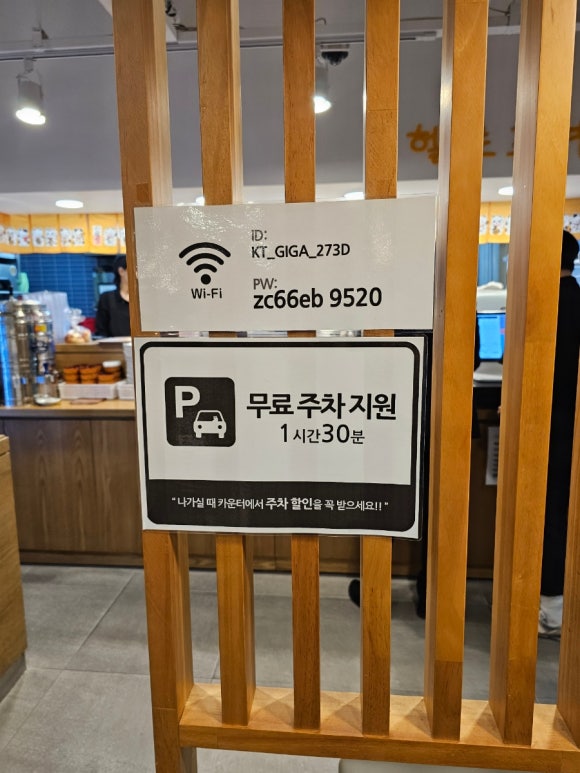 Wi-Fi
ID:
KT_GIGA_273D
PW:
zc66eb 9520
P
무료 주차 지원
1시간30분
"나가실 때 카운터에서 주차 할인을 꼭 받으세요!!"